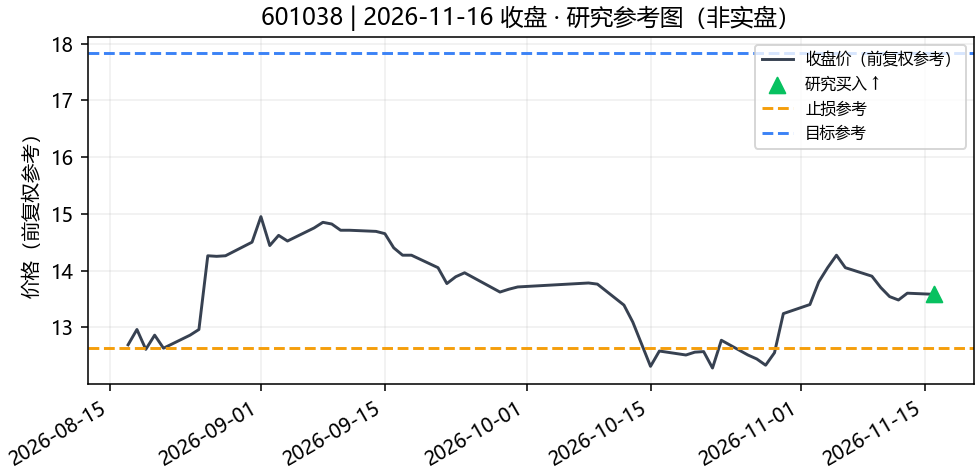 601038 | 2026-11-16 收盘 · 研究参考图（非实盘）
价格（前复权参考）
18
17
16
15
14
13
收盘价（前复权参考）
研究买入↑
止损参考
目标参考
2026-08-15
2026-09-01
2026-09-15
2026-10-01
2026-10-15
2026-11-01
2026-11-15